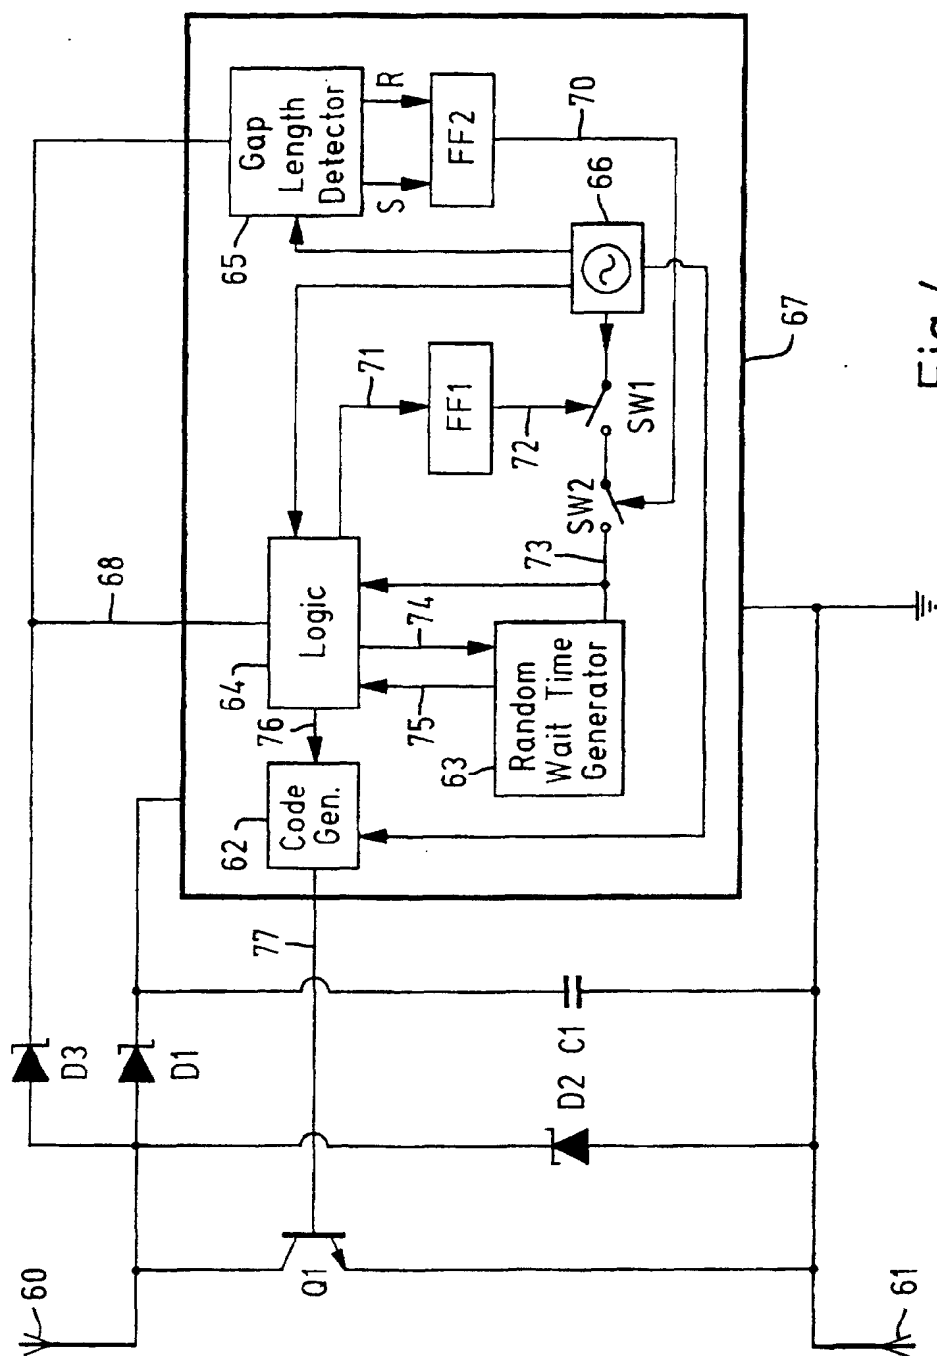 60
61
Q1
D3
D1
D2
C1
77
68
62
Code
Gen.
76
64
Logic
75
74
63
Random
Wait Time
Generator
73
SW2
SW1
72
FF1
71
65
Gap
Length
Detector
S
R
FF2
70
66
67